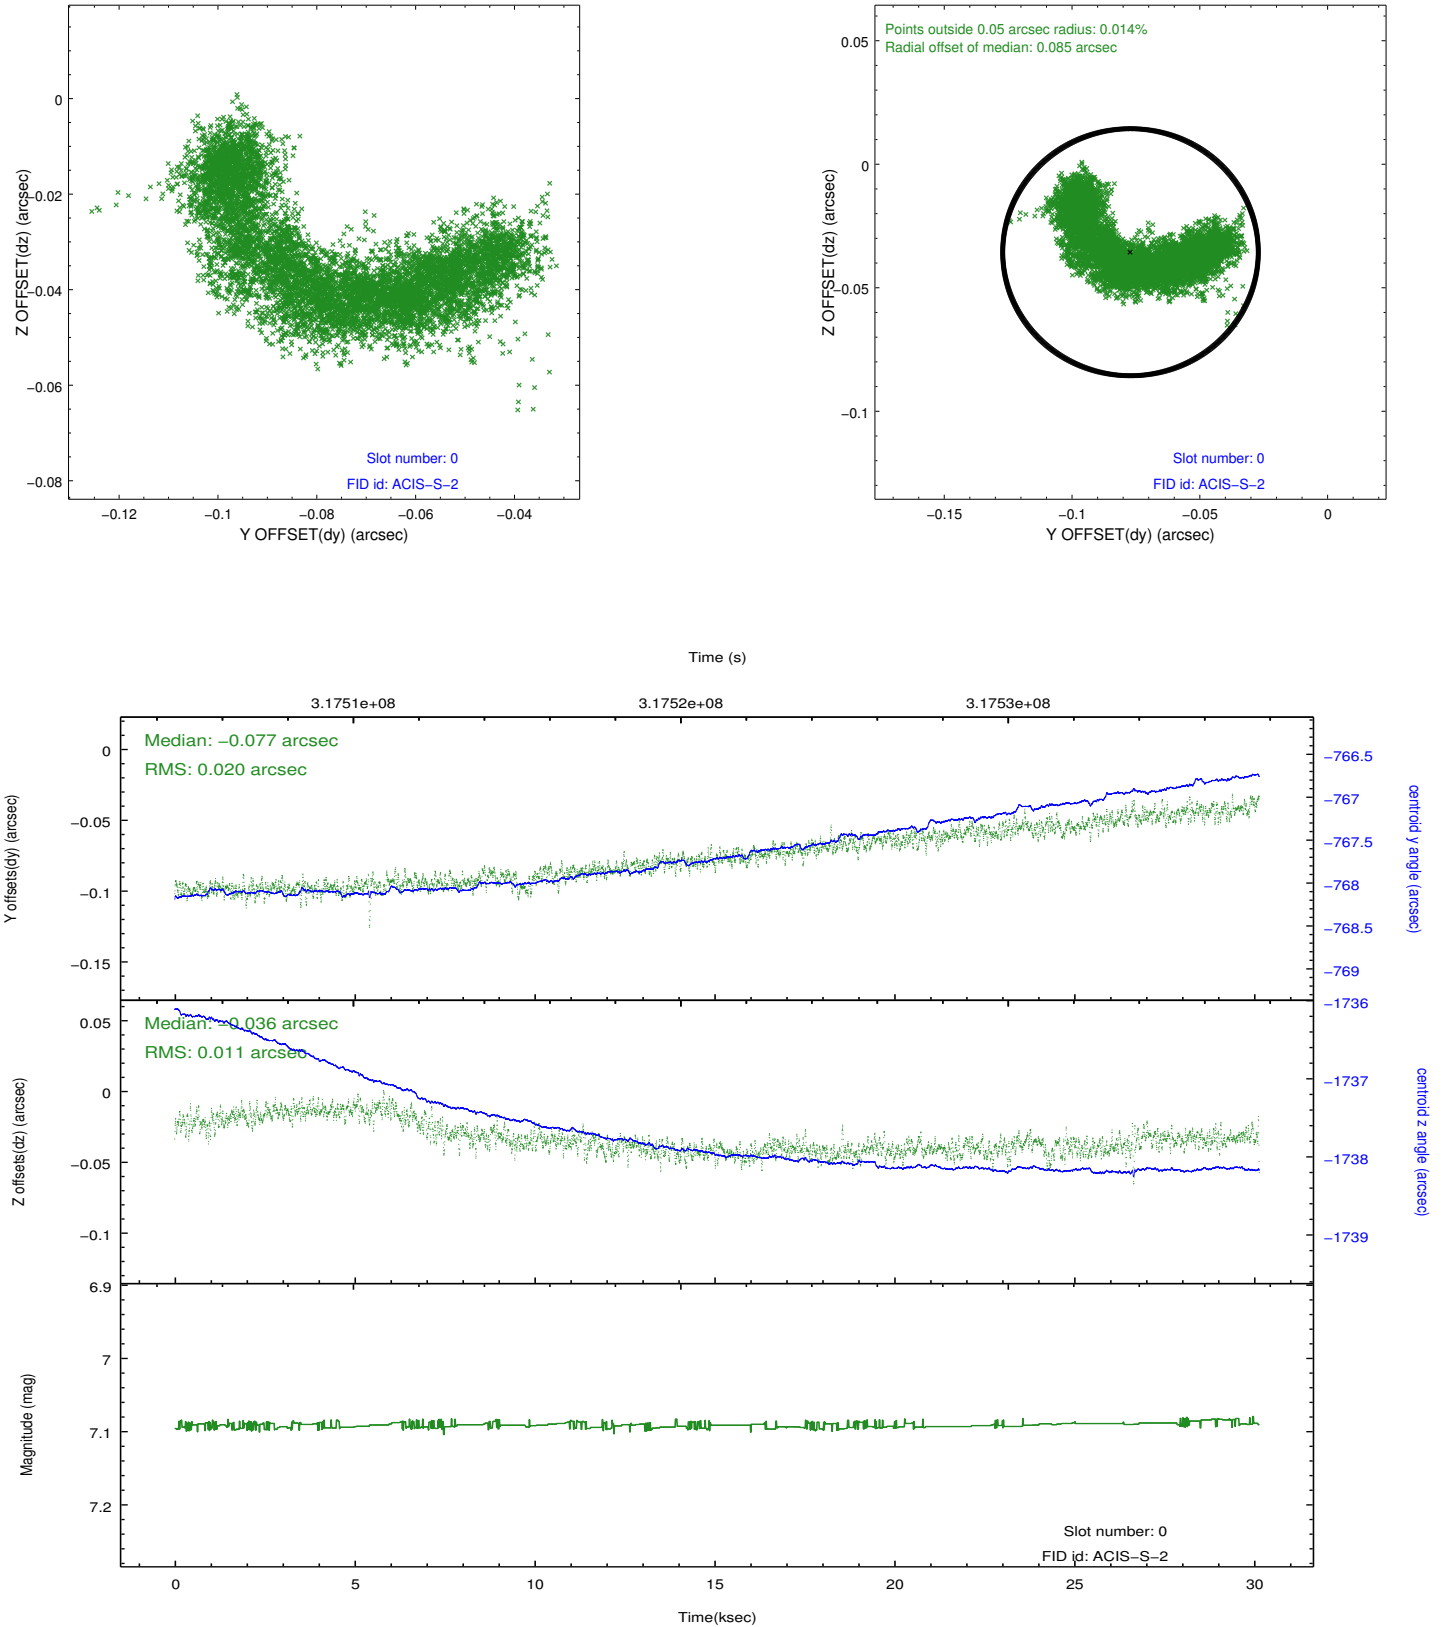 0
−0.02
−0.04
−0.06
−0.08
Z OFFSET(dz) (arcsec)
Slot number: 0
FID id: ACIS−S−2
−0.12
−0.1
−0.08
−0.06
−0.04
Y OFFSET(dy) (arcsec)
Points outside 0.05 arcsec radius: 0.014%
Radial offset of median: 0.085 arcsec
0.05
0
−0.05
−0.1
Z OFFSET(dz) (arcsec)
Slot number: 0
FID id: ACIS−S−2
−0.15
−0.1
−0.05
0
Y OFFSET(dy) (arcsec)
Time (s)
3.1751e+08
3.1752e+08
3.1753e+08
Median: −0.077 arcsec
RMS: 0.020 arcsec
0
−0.05
−0.1
−0.15
Y offsets(dy) (arcsec)
−766.5
−767
−767.5
−768
−768.5
−769
centroid y angle (arcsec)
Median: −0.036 arcsec
RMS: 0.011 arcsec
0.05
0
−0.05
−0.1
Z offsets(dz) (arcsec)
−1736
−1737
−1738
−1739
centroid z angle (arcsec)
6.9
7
7.1
7.2
Magnitude (mag)
Slot number: 0
FID id: ACIS−S−2
0
5
10
15
20
25
30
Time(ksec)